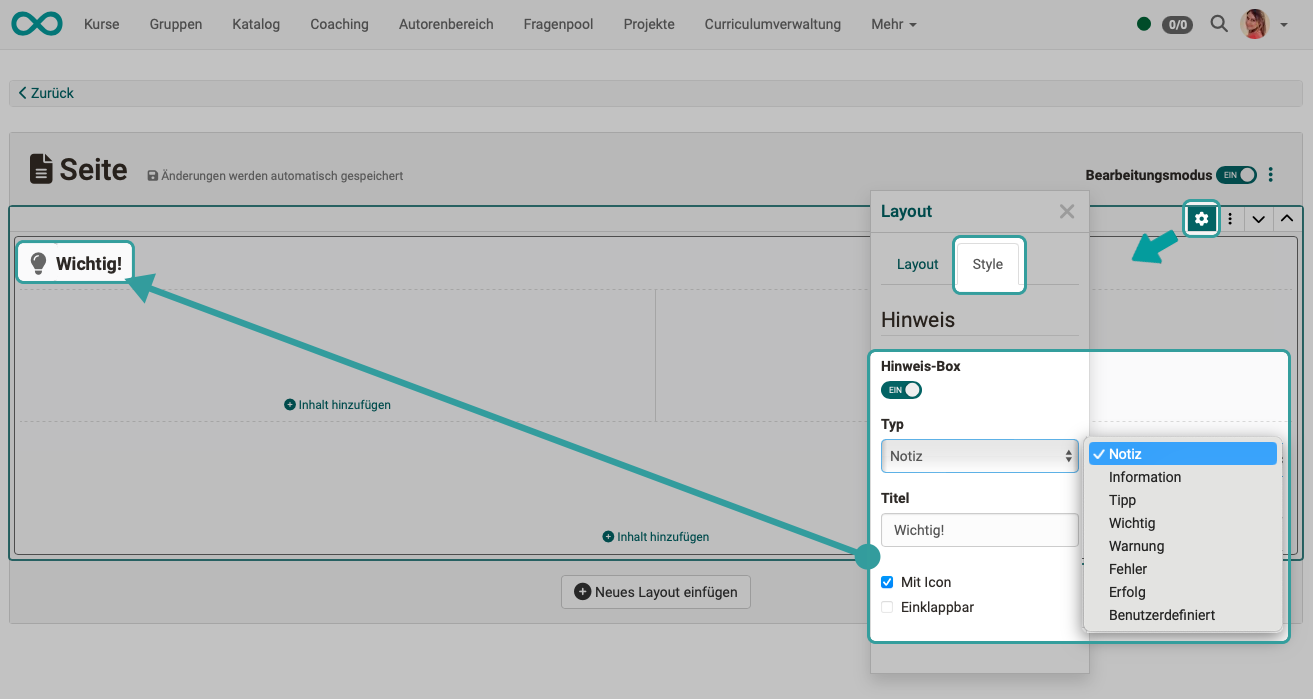 Kurse Gruppen Katalog Coaching Autorenbereich Fragenpool Projekte Curriculumverwaltung Mehr 0/0
Zurück
Seite Änderungen werden automatisch gespeichert Bearbeitungsmodus EIN
Layout
Wichtig!
Layout Style
Hinweis
Hinweis-Box
EIN
Inhalt hinzufügen
Typ
Notiz
Notiz
Information
Tipp
Wichtig
Warnung
Fehler
Erfolg
Benutzerdefiniert
Titel
Wichtig!
Inhalt hinzufügen
Mit Icon
Einklappbar
Neues Layout einfügen